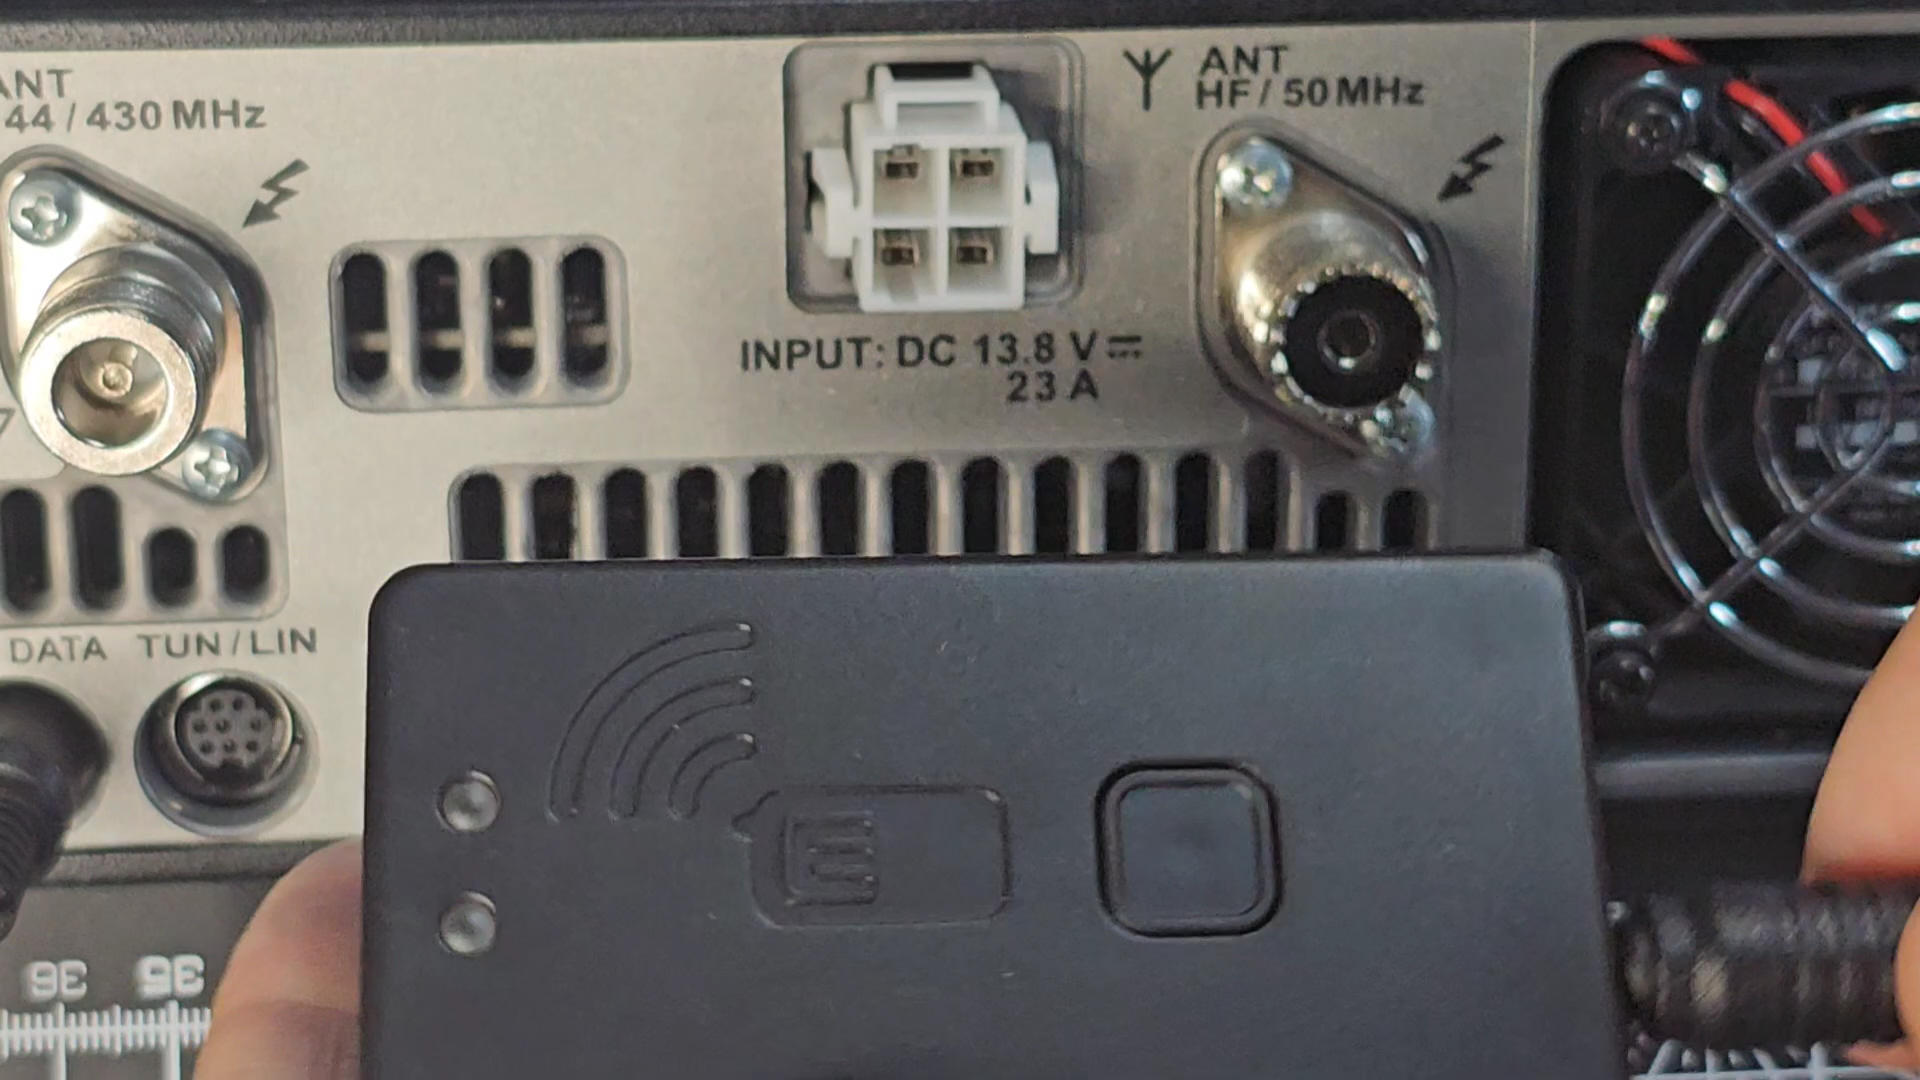 ANT
44 / 430 MHz
INPUT: DC 13.8 V
23 A
ANT
HF / 50 MHz
DATA
TUN / LIN
36
35